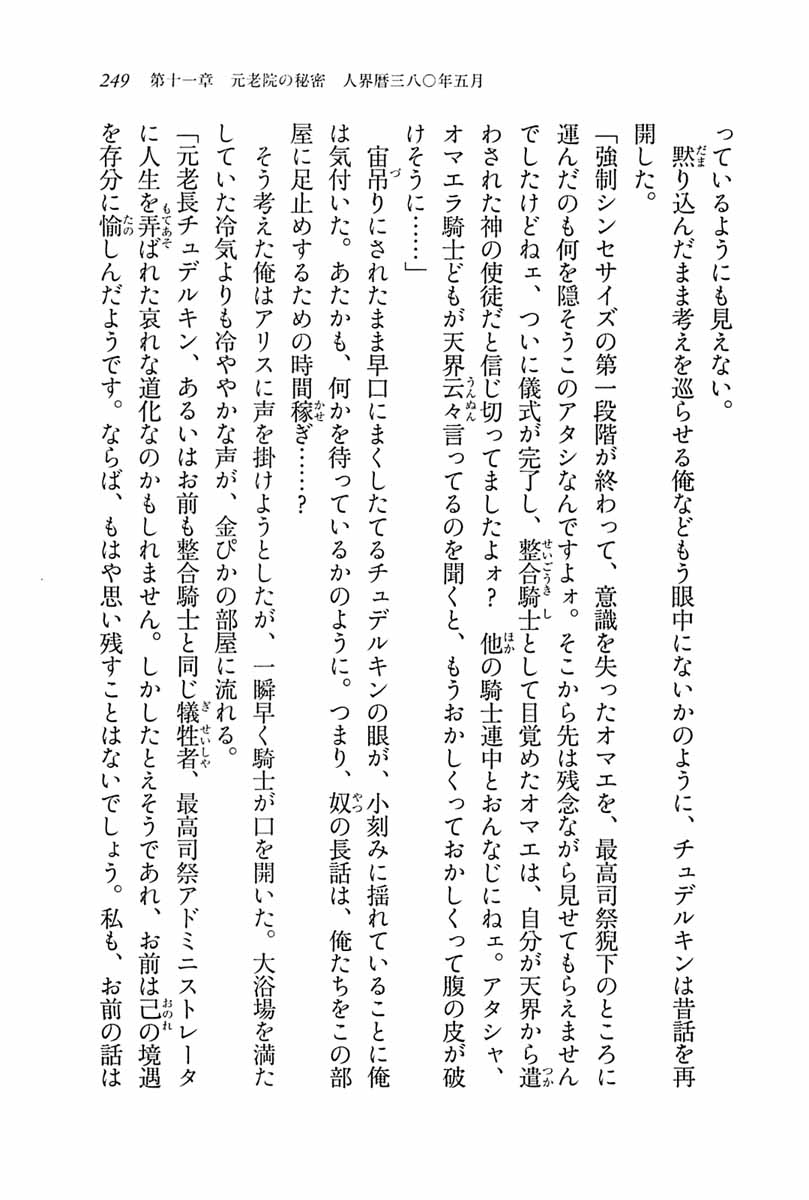 249 第十一章 元老院の秘密 人界暦三八〇年五月
っているようにも見えない。
黙り込んだまま考えを巡らせる俺などもう眼中にないかのように、チュデルキンは昔話を再
開した。
「強制シンセサイズの第一段階が終わって、意識を失ったオマエを、最高司祭猊下のところに
運んだのも何を隠そうこのアタシなんですよォ。そこから先は残念ながら見せてもらえません
でしたけどねェ、ついに儀式が完了し、整合騎士として目覚めたオマエは、自分が天界から遣
わされた神の使徒だと信じ切ってましたよォ? 他の騎士連中とおんなじにねェ。アタシャ、
オマエラ騎士どもが天界云々言ってるのを聞くと、もうおかしくっておかしくって腹の皮が破
けそうに……」
宙吊りにされたまま早口にまくしたてるチュデルキンの眼が、小刻みに揺れていることに俺
は気付いた。あたかも、何かを待っているかのように。つまり、奴の長話は、俺たちをこの部
屋に足止めするための時間稼ぎ……?
そう考えた俺はアリスに声を掛けようとしたが、一瞬早く騎士が口を開いた。大浴場を満た
していた冷気よりも冷ややかな声が、金ぴかの部屋に流れる。
「元老長チュデルキン、あるいはお前も整合騎士と同じ犠牲者、最高司祭アドミニストレータ
に人生を弄ばれた哀れな道化なのかもしれません。しかしたとえそうであれ、お前は己の境遇
を存分に愉しんだようです。ならば、もはや思い残すことはないでしょう。私も、お前の話は